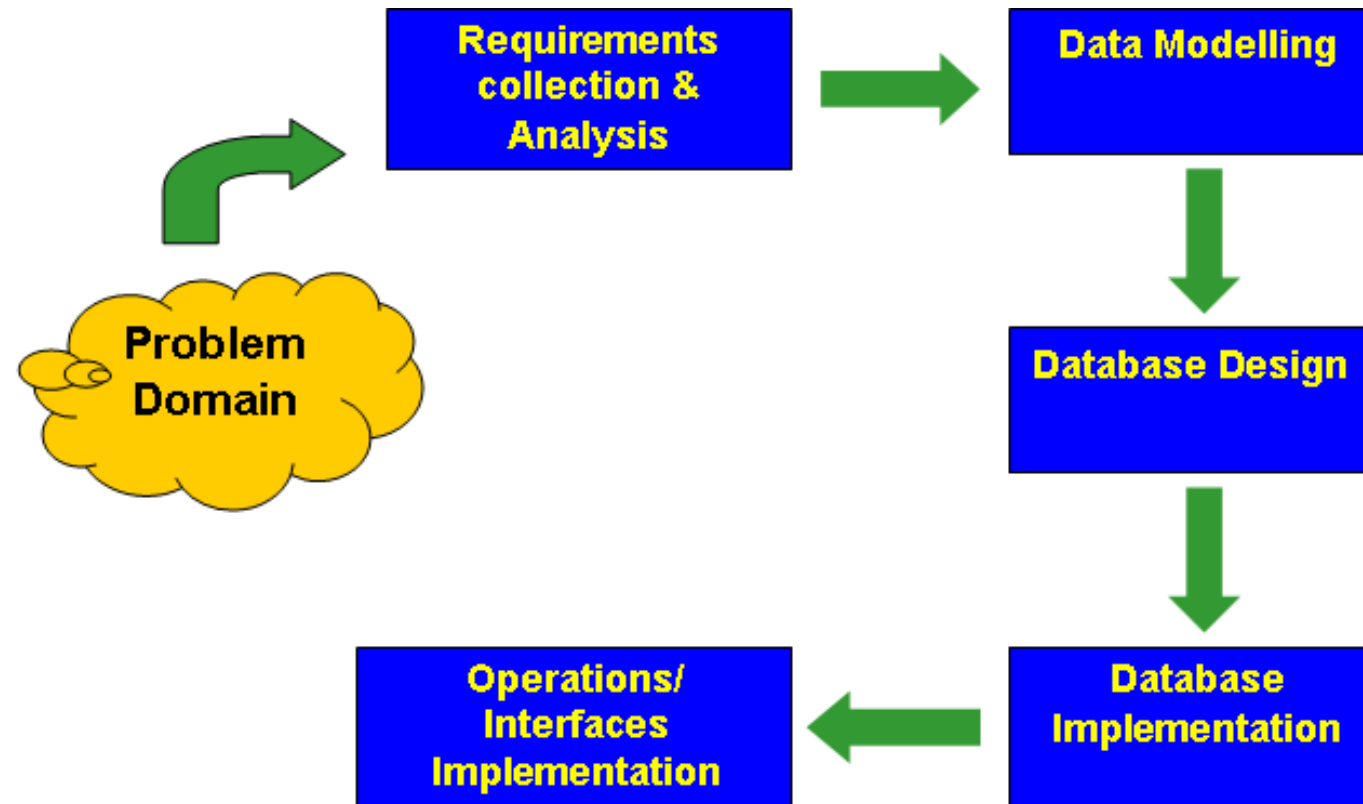 Requirements
collection &
Analysis
Data Modelling
Problem
Domain
Database Design
Operations/
Interfaces
Implementation
Database
Implementation